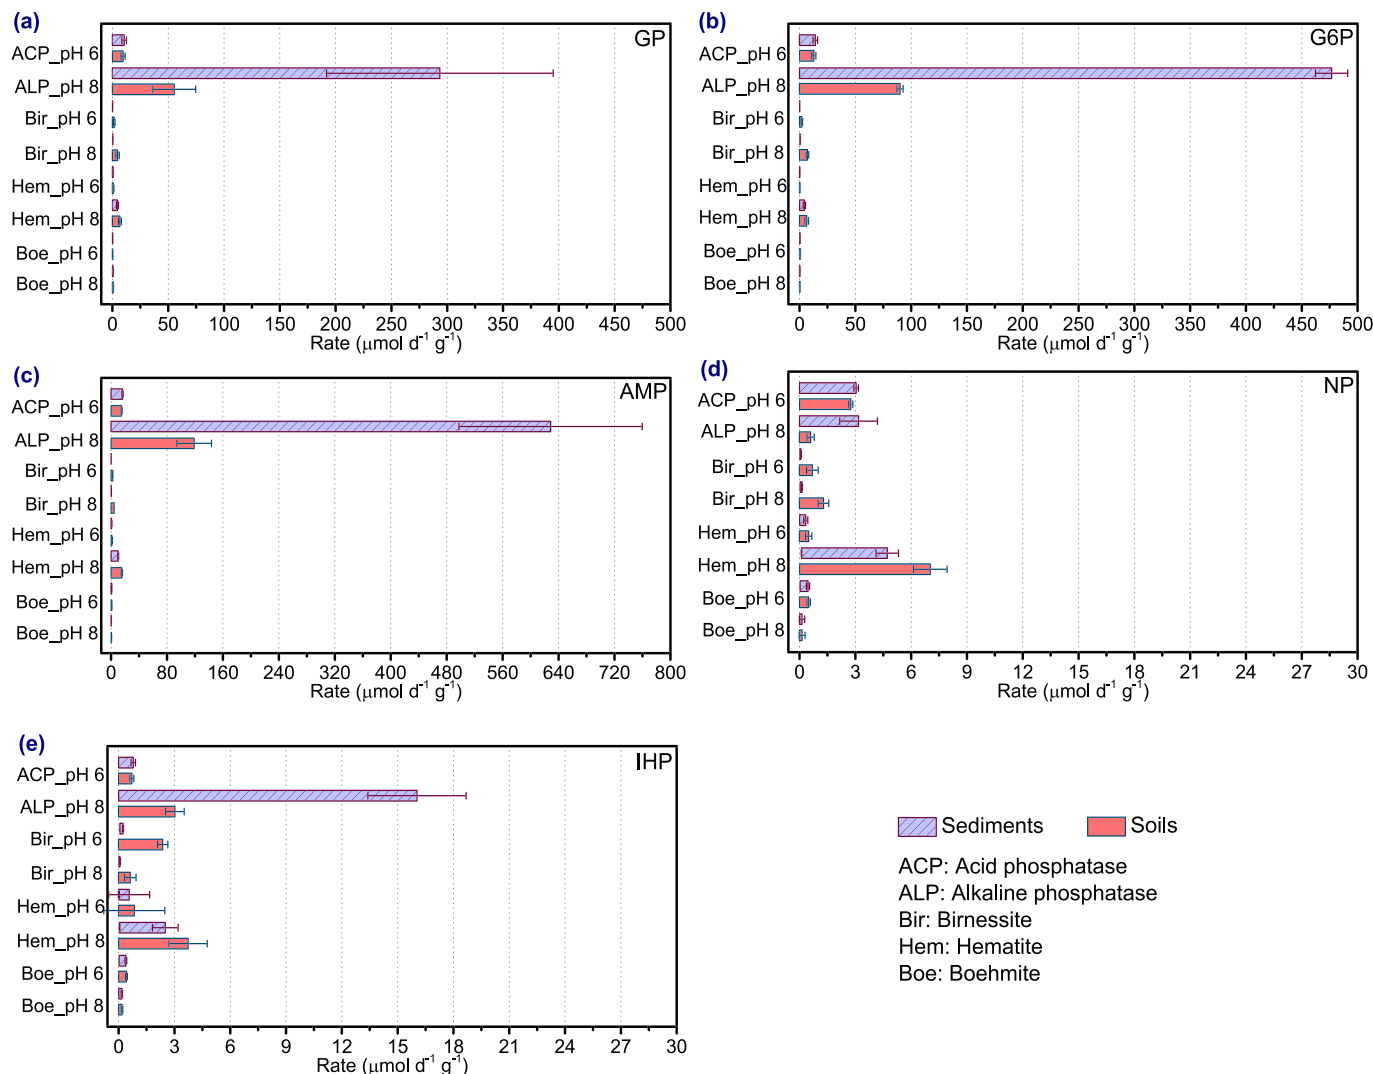 (a)
GP
ACP_pH 6
ALP_pH 8
Bir_pH 6
Bir_pH 8
Hem_pH 6
Hem_pH 8
Boe_pH 6
Boe_pH 8
0 50 100 150 200 250 300 350 400 450 500
Rate (μmol d⁻¹ g⁻¹)
(b)
G6P
ACP_pH 6
ALP_pH 8
Bir_pH 6
Bir_pH 8
Hem_pH 6
Hem_pH 8
Boe_pH 6
Boe_pH 8
0 50 100 150 200 250 300 350 400 450 500
Rate (μmol d⁻¹ g⁻¹)
(c)
AMP
ACP_pH 6
ALP_pH 8
Bir_pH 6
Bir_pH 8
Hem_pH 6
Hem_pH 8
Boe_pH 6
Boe_pH 8
0 80 160 240 320 400 480 560 640 720 800
Rate (μmol d⁻¹ g⁻¹)
(d)
NP
ACP_pH 6
ALP_pH 8
Bir_pH 6
Bir_pH 8
Hem_pH 6
Hem_pH 8
Boe_pH 6
Boe_pH 8
0 3 6 9 12 15 18 21 24 27 30
Rate (μmol d⁻¹ g⁻¹)
(e)
IHP
ACP_pH 6
ALP_pH 8
Bir_pH 6
Bir_pH 8
Hem_pH 6
Hem_pH 8
Boe_pH 6
Boe_pH 8
0 3 6 9 12 15 18 21 24 27 30
Rate (μmol d⁻¹ g⁻¹)
Sediments Soils
ACP: Acid phosphatase
ALP: Alkaline phosphatase
Bir: Birnessite
Hem: Hematite
Boe: Boehmite